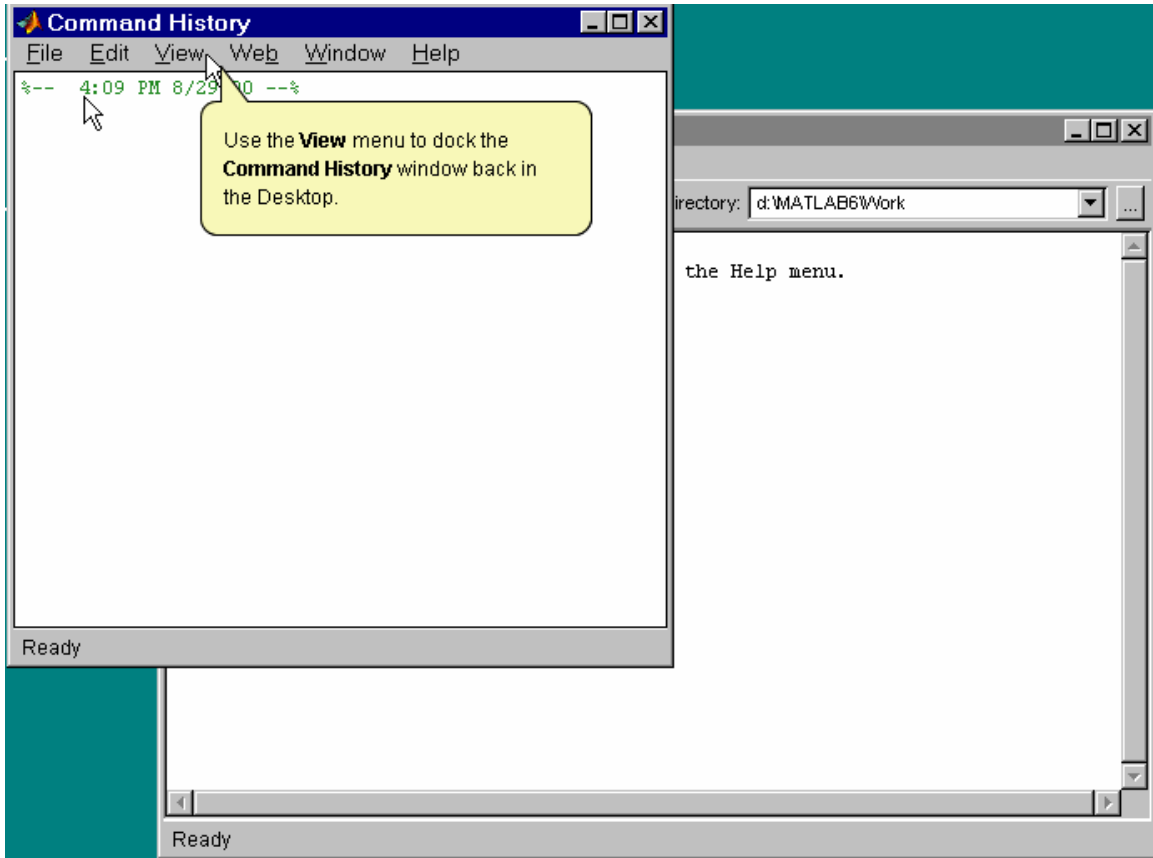 Command History
File Edit View Web Window Help
%-- 4:09 PM 8/29/00 --%
Use the View menu to dock the
Command History window back in
the Desktop.
Ready
irectory: d:\MATLAB6\Work
...
the Help menu.
Ready